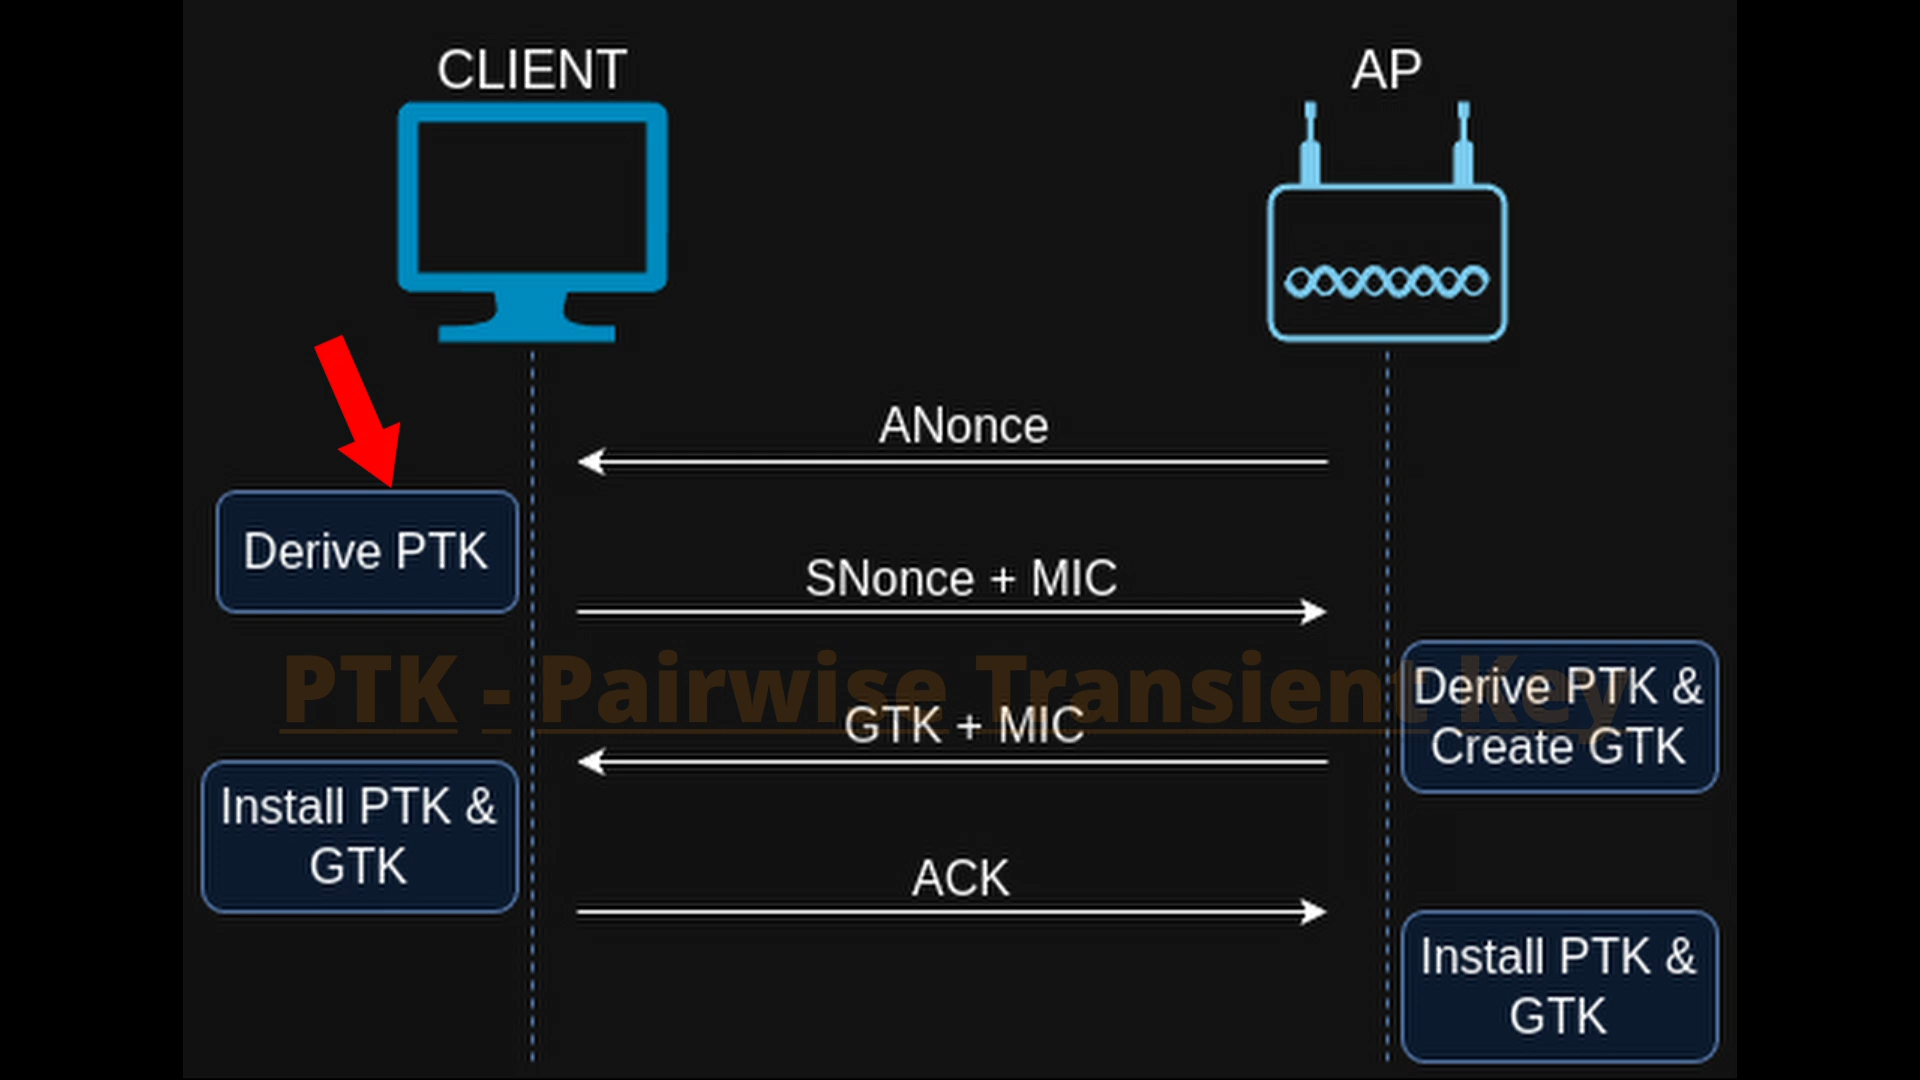 CLIENT
AP
ANonce
Derive PTK
SNonce + MIC
PTK - Pairwise Transient Key
Derive PTK &
Create GTK
GTK + MIC
Install PTK &
GTK
ACK
Install PTK &
GTK